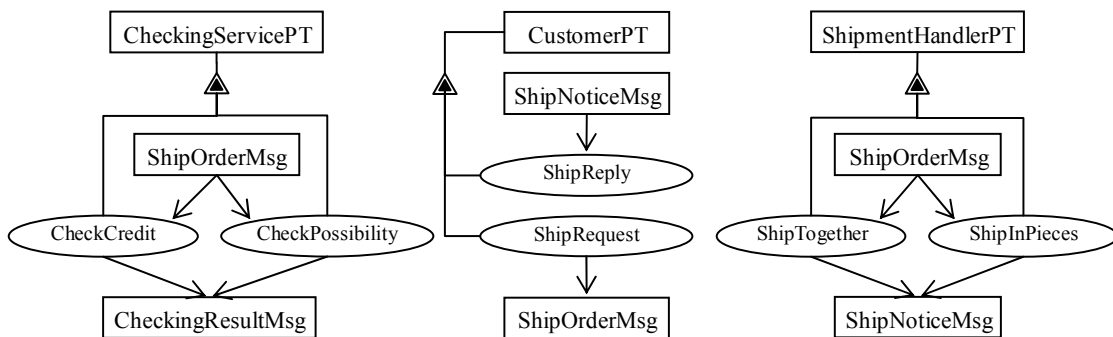 CheckingServicePT
ShipOrderMsg
CheckCredit
CheckPossibility
CheckingResultMsg
CustomerPT
ShipNoticeMsg
ShipReply
ShipRequest
ShipOrderMsg
ShipmentHandlerPT
ShipOrderMsg
ShipTogether
ShipInPieces
ShipNoticeMsg